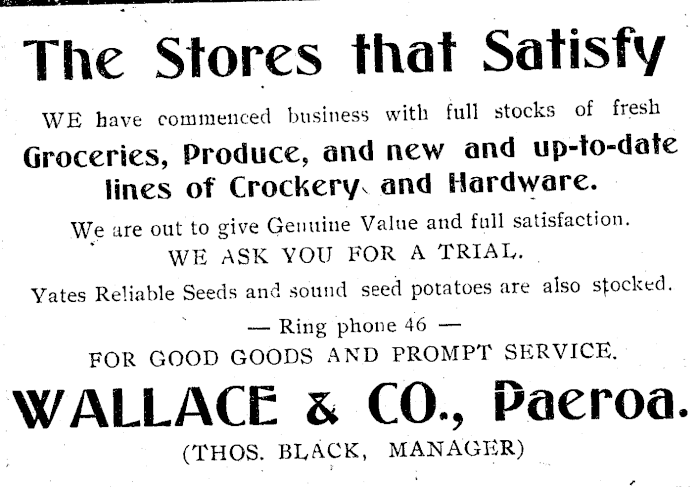 The Stores that Satisfy
WE have commenced business with full stocks of fresh
Groceries, Produce, and new and up-to-date
lines of Crockery and Hardware.
We are out to give Genuine Value and full satisfaction.
WE ASK YOU FOR A TRIAL.
Yates Reliable Seeds and sound seed potatoes are also stocked.
— Ring phone 46 —
FOR GOOD GOODS AND PROMPT SERVICE.
WALLACE & CO., Paeroa.
(THOS. BLACK, MANAGER)